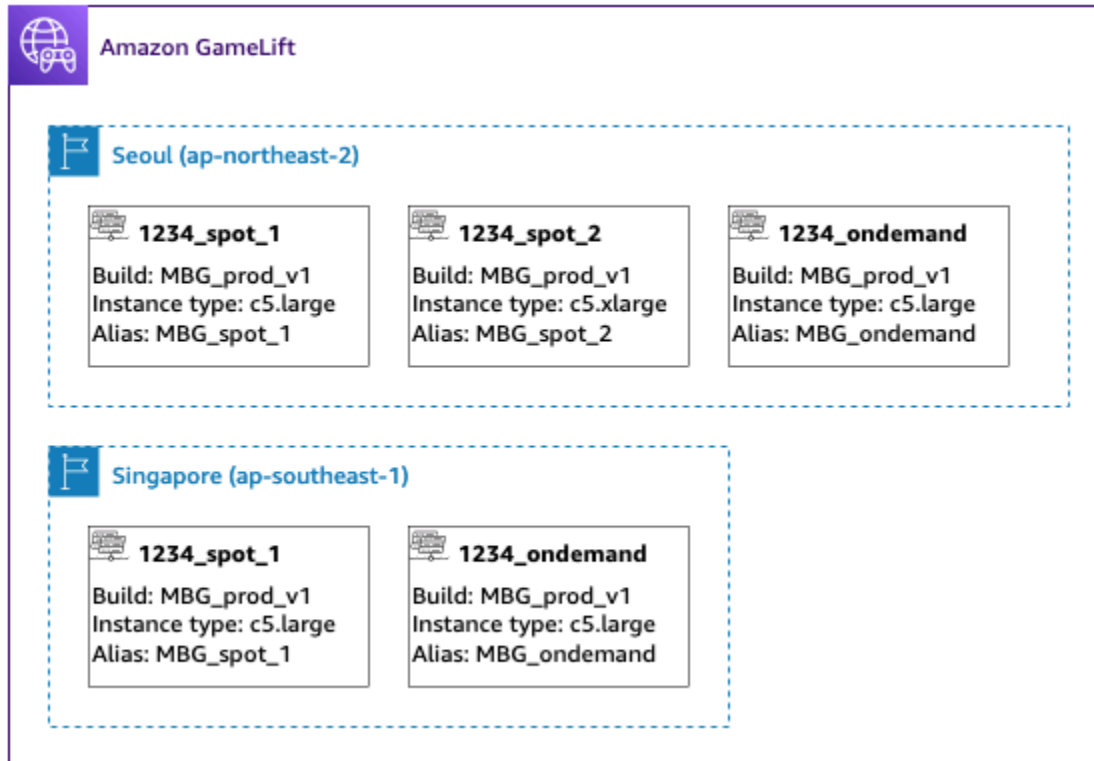 Amazon GameLift
Seoul (ap-northeast-2)
1234_spot_1
Build: MBG_prod_v1
Instance type: c5.large
Alias: MBG_spot_1
1234_spot_2
Build: MBG_prod_v1
Instance type: c5.xlarge
Alias: MBG_spot_2
1234_ondemand
Build: MBG_prod_v1
Instance type: c5.large
Alias: MBG_ondemand
Singapore (ap-southeast-1)
1234_spot_1
Build: MBG_prod_v1
Instance type: c5.large
Alias: MBG_spot_1
1234_ondemand
Build: MBG_prod_v1
Instance type: c5.large
Alias: MBG_ondemand